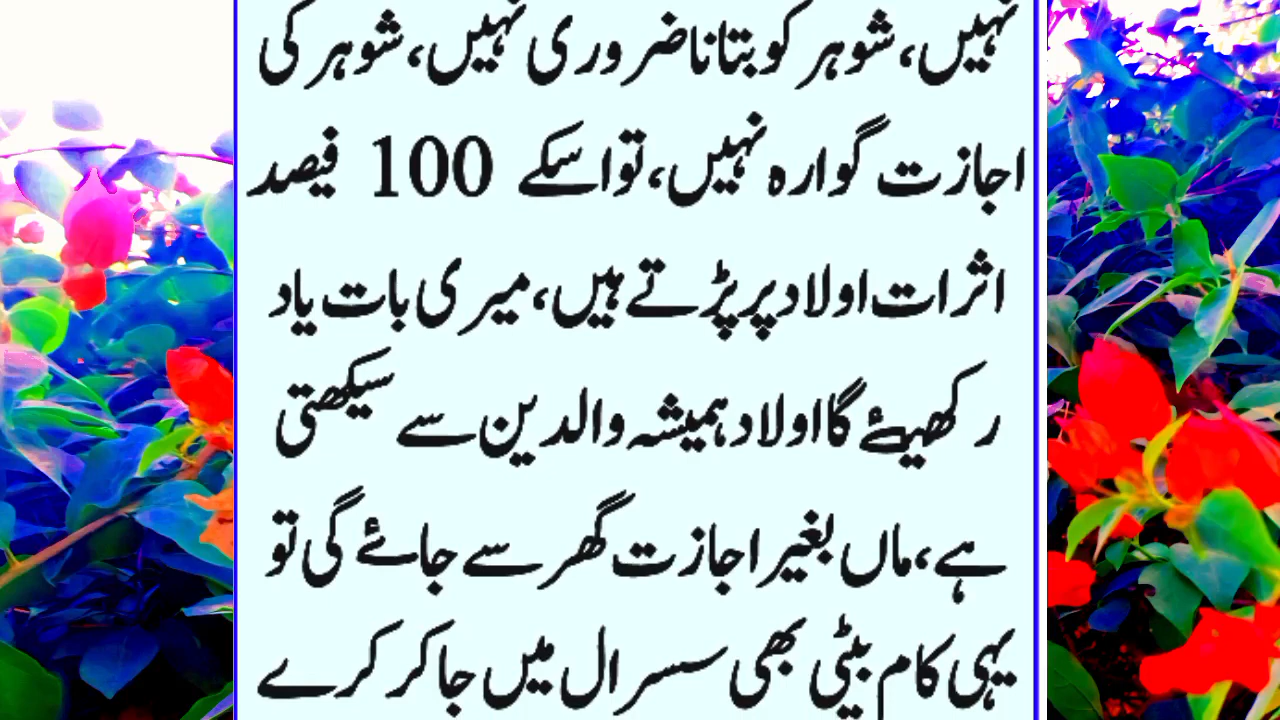 نہیں، شوہر کو بتانا ضروری نہیں، شوہر کی
اجازت گوارہ نہیں، تو اسکے 100 فیصد
اثرات اولاد پر پڑتے ہیں، میری بات یاد
رکھیئے گا اولاد ہمیشہ والدین سے سیکھتی
ہے، ماں بغیر اجازت گھر سے جائے گی تو
یہی کام بیٹی بھی سسرال میں جا کر کرے